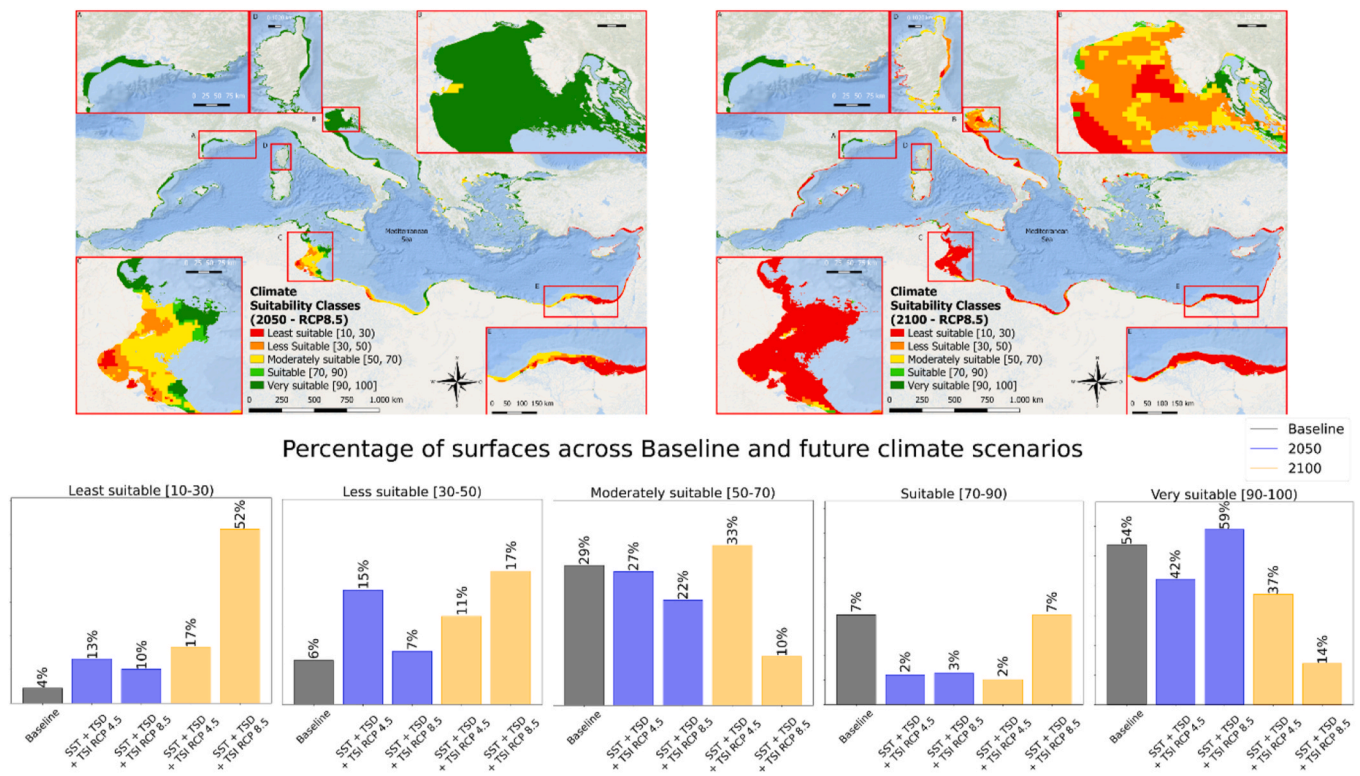 A
D
B
0 25 50 75 km
A
B
D
Mediterranean
Sea
C
E
C
0 25 50 75 km
Climate
Suitability Classes
(2050 - RCP8.5)
Least suitable [10, 30)
Less Suitable [30, 50)
Moderately suitable [50, 70)
Suitable [70, 90)
Very suitable [90, 100]
0 250 500 750 1.000 km
E
0 50 100 150 km
A
D
B
0 25 50 75 km
A
B
D
Mediterranean
Sea
C
E
0 25 50 75 km
Climate
Suitability Classes
(2100 - RCP8.5)
Least suitable [10, 30)
Less Suitable [30, 50)
Moderately suitable [50, 70)
Suitable [70, 90)
Very suitable [90, 100]
0 250 500 750 1.000 km
E
0 50 100 150 km
Percentage of surfaces across Baseline and future climate scenarios
Baseline
2050
2100
Least suitable [10-30)
4%
13%
10%
17%
52%
Baseline
SST + TSD
+ TSI RCP 4.5
SST + TSD
+ TSI RCP 8.5
SST + TSD
+ TSI RCP 4.5
SST + TSD
+ TSI RCP 8.5
Less suitable [30-50)
6%
15%
7%
11%
17%
Baseline
SST + TSD
+ TSI RCP 4.5
SST + TSD
+ TSI RCP 8.5
SST + TSD
+ TSI RCP 4.5
SST + TSD
+ TSI RCP 8.5
Moderately suitable [50-70)
29%
27%
22%
33%
10%
Baseline
SST + TSD
+ TSI RCP 4.5
SST + TSD
+ TSI RCP 8.5
SST + TSD
+ TSI RCP 4.5
SST + TSD
+ TSI RCP 8.5
Suitable [70-90)
7%
2%
3%
2%
7%
Baseline
SST + TSD
+ TSI RCP 4.5
SST + TSD
+ TSI RCP 8.5
SST + TSD
+ TSI RCP 4.5
SST + TSD
+ TSI RCP 8.5
Very suitable [90-100)
54%
42%
59%
37%
14%
Baseline
SST + TSD
+ TSI RCP 4.5
SST + TSD
+ TSI RCP 8.5
SST + TSD
+ TSI RCP 4.5
SST + TSD
+ TSI RCP 8.5